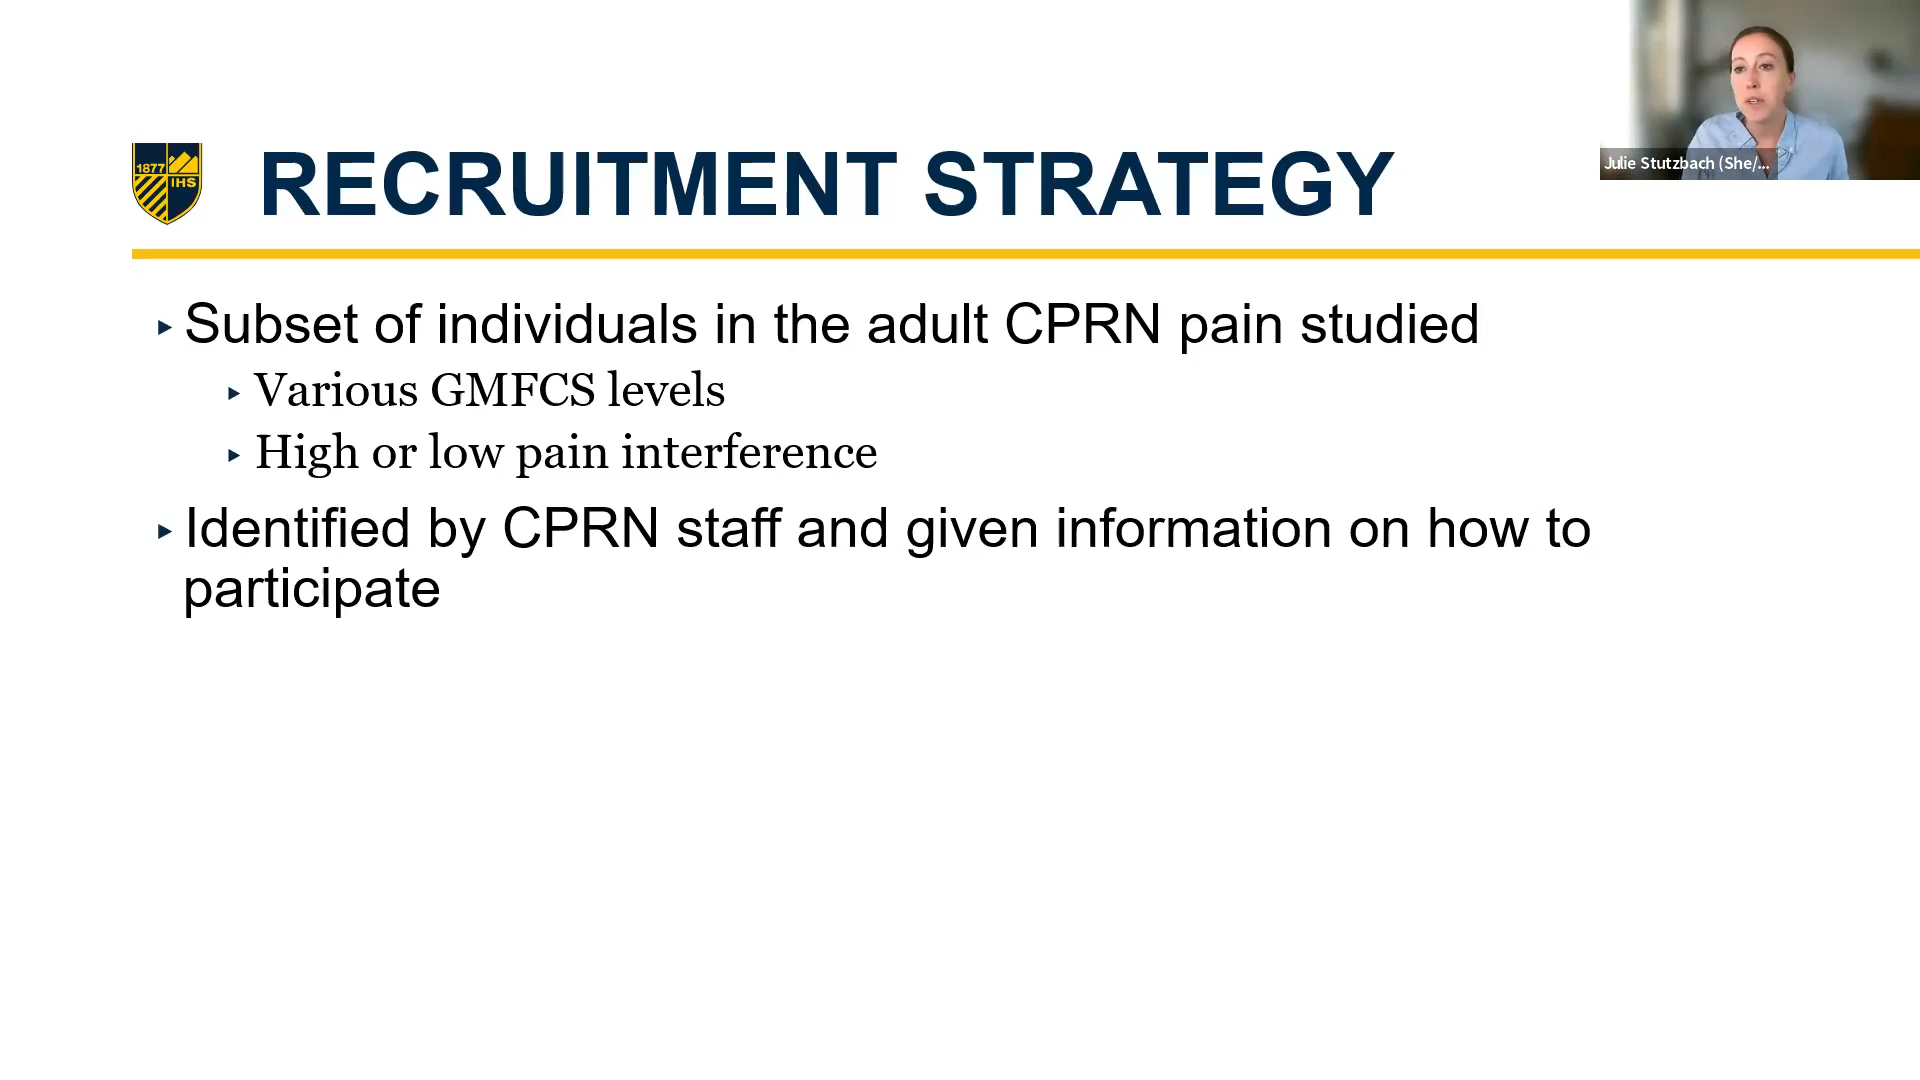 1877
IHS
RECRUITMENT STRATEGY
Julie Stutzbach (She/...
▸ Subset of individuals in the adult CPRN pain studied
▸ Various GMFCS levels
▸ High or low pain interference
▸ Identified by CPRN staff and given information on how to
participate